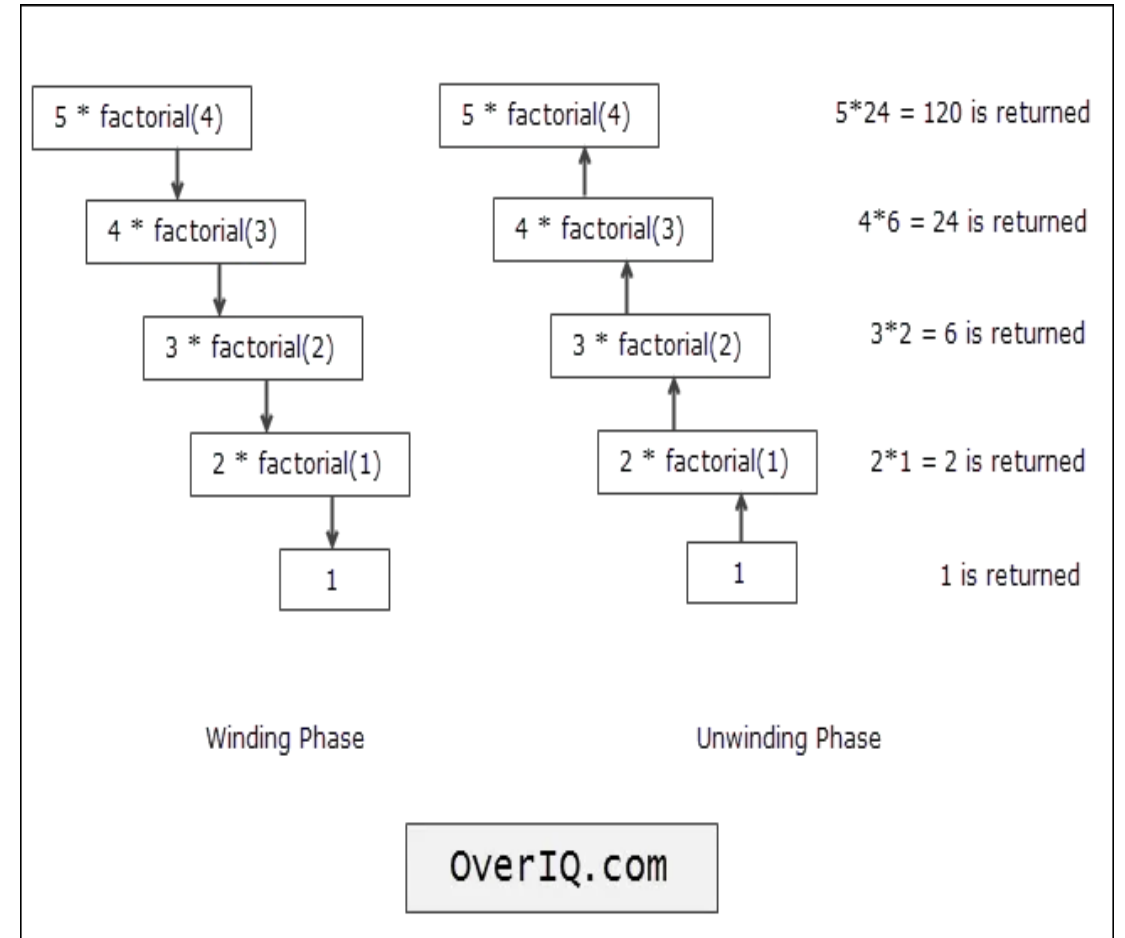 5 * factorial(4)
4 * factorial(3)
3 * factorial(2)
2 * factorial(1)
1
Winding Phase
5 * factorial(4)
5*24 = 120 is returned
4 * factorial(3)
4*6 = 24 is returned
3 * factorial(2)
3*2 = 6 is returned
2 * factorial(1)
2*1 = 2 is returned
1
1 is returned
Unwinding Phase
OverIQ.com